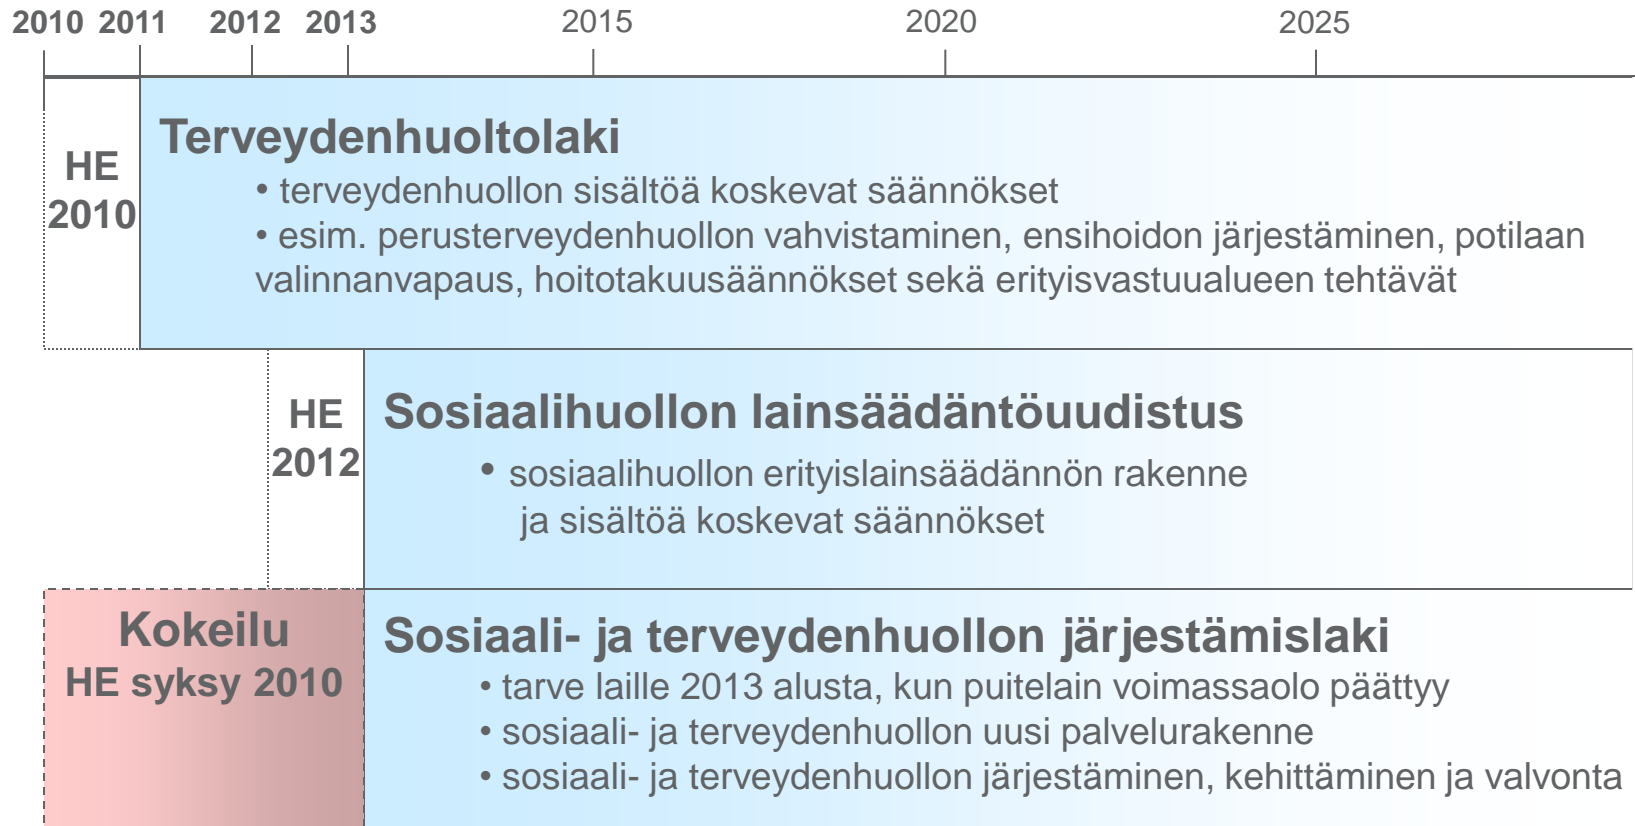 2010 2011 2012 2013 2015 2020 2025
HE
2010
Terveydenhuoltolaki
• terveydenhuollon sisältöä koskevat säännökset
• esim. perusterveydenhuollon vahvistaminen, ensihoidon järjestäminen, potilaan
valinnanvapaus, hoitotakuusäännökset sekä erityisvastuualueen tehtävät
HE
2012
Sosiaalihuollon lainsäädäntöuudistus
• sosiaalihuollon erityislainsäädännön rakenne
ja sisältöä koskevat säännökset
Kokeilu
HE syksy 2010
Sosiaali- ja terveydenhuollon järjestämislaki
• tarve laille 2013 alusta, kun puitelain voimassaolo päättyy
• sosiaali- ja terveydenhuollon uusi palvelurakenne
• sosiaali- ja terveydenhuollon järjestäminen, kehittäminen ja valvonta